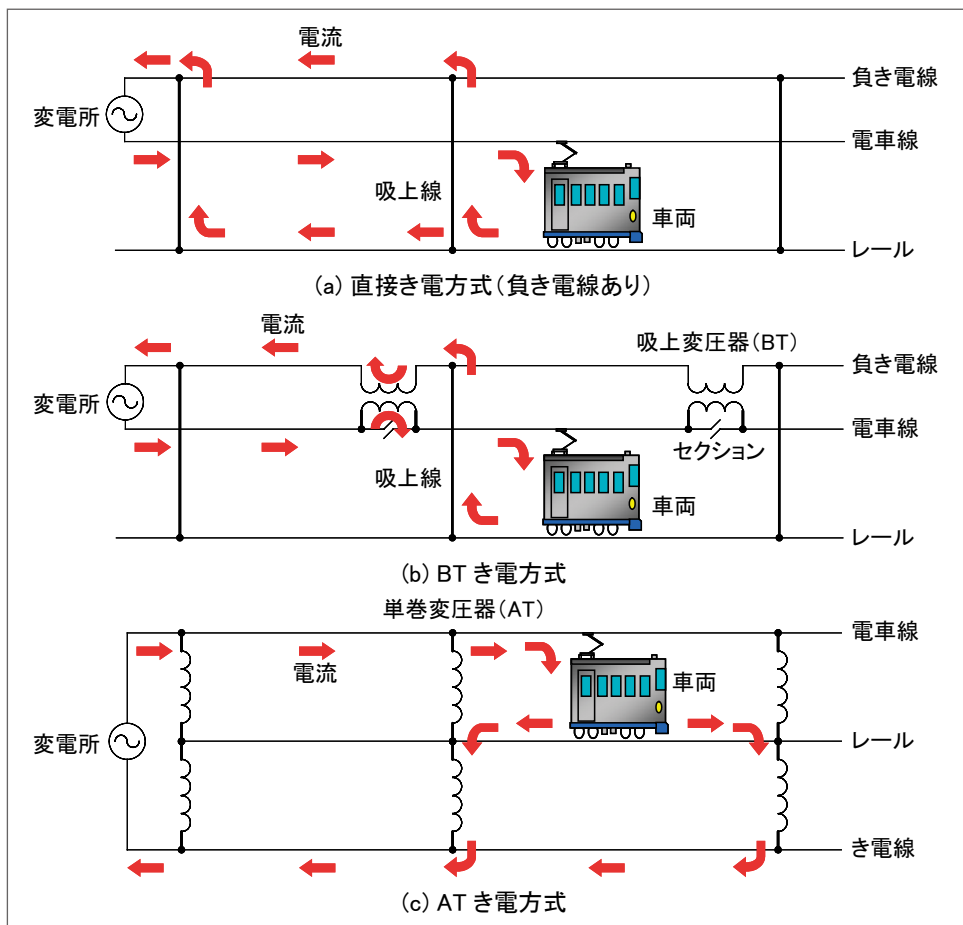 電流
負き電線
変電所
電車線
吸上線
車両
レール
(a) 直接き電方式(負き電線あり)
電流
吸上変圧器(BT)
負き電線
変電所
電車線
セクション
吸上線
車両
レール
(b) BT き電方式
単巻変圧器(AT)
電車線
電流
車両
変電所
レール
き電線
(c) AT き電方式